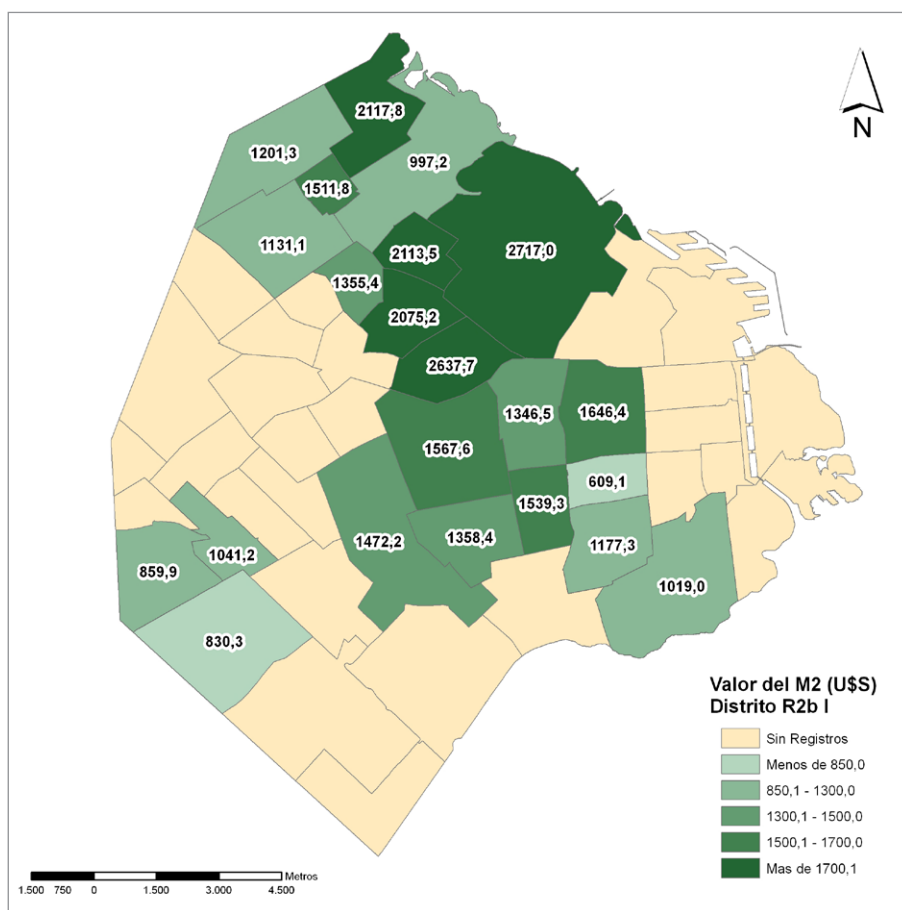 N
2117,8
1201,3
997,2
1511,8
1131,1
2113,5
2717,0
1355,4
2075,2
2637,7
1346,5
1646,4
1567,6
609,1
1539,3
1472,2
1358,4
1177,3
1041,2
859,9
1019,0
830,3
Valor del M2 (U$S)
Distrito R2b I
Sin Registros
Menos de 850,0
850,1 - 1300,0
1300,1 - 1500,0
1500,1 - 1700,0
Mas de 1700,1
Metros
1.500 750 0 1.500 3.000 4.500